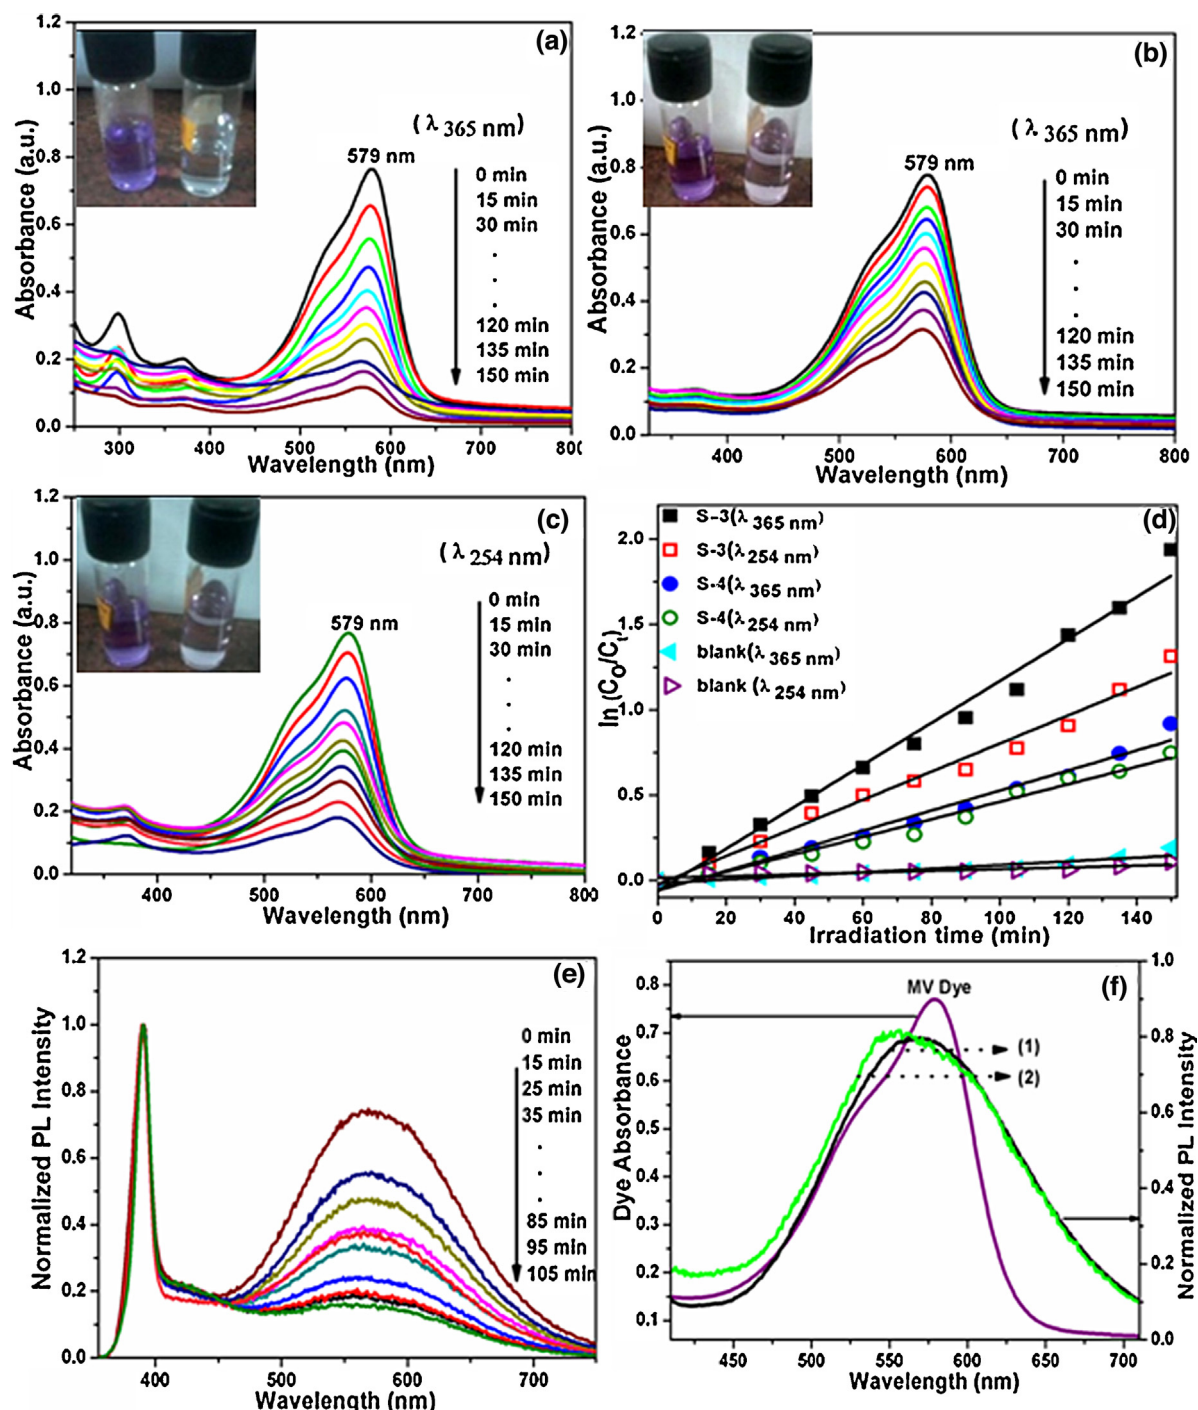 (a)
( λ 365 nm )
579 nm
0 min
15 min
30 min
.
.
.
120 min
135 min
150 min
1.2
1.0
0.8
0.6
0.4
0.2
0.0
Absorbance (a.u.)
300 400 500 600 700 800
Wavelength (nm)
(b)
( λ 365 nm )
579 nm
0 min
15 min
30 min
.
.
.
120 min
135 min
150 min
1.2
1.0
0.8
0.6
0.4
0.2
0.0
Absorbance (a.u.)
400 500 600 700 800
Wavelength (nm)
(c)
( λ 254 nm )
579 nm
0 min
15 min
30 min
.
.
.
120 min
135 min
150 min
1.2
1.0
0.8
0.6
0.4
0.2
0.0
Absorbance (a.u.)
400 500 600 700 800
Wavelength (nm)
(d)
S-3(λ 365 nm)
S-3(λ 254 nm)
S-4(λ 365 nm)
S-4(λ 254 nm)
blank(λ 365 nm)
blank (λ 254 nm)
2.0
1.5
1.0
0.5
0.0
ln (C0/Ct)
0 20 40 60 80 100 120 140
Irradiation time (min)
(e)
0 min
15 min
25 min
35 min
.
.
.
85 min
95 min
105 min
1.2
1.0
0.8
0.6
0.4
0.2
0.0
Normalized PL Intensity
400 500 600 700
Wavelength (nm)
(f)
MV Dye
(1)
(2)
0.8
0.7
0.6
0.5
0.4
0.3
0.2
0.1
Dye Absorbance
1.0
0.8
0.6
0.4
0.2
0.0
Normalized PL Intensity
450 500 550 600 650 700
Wavelength (nm)